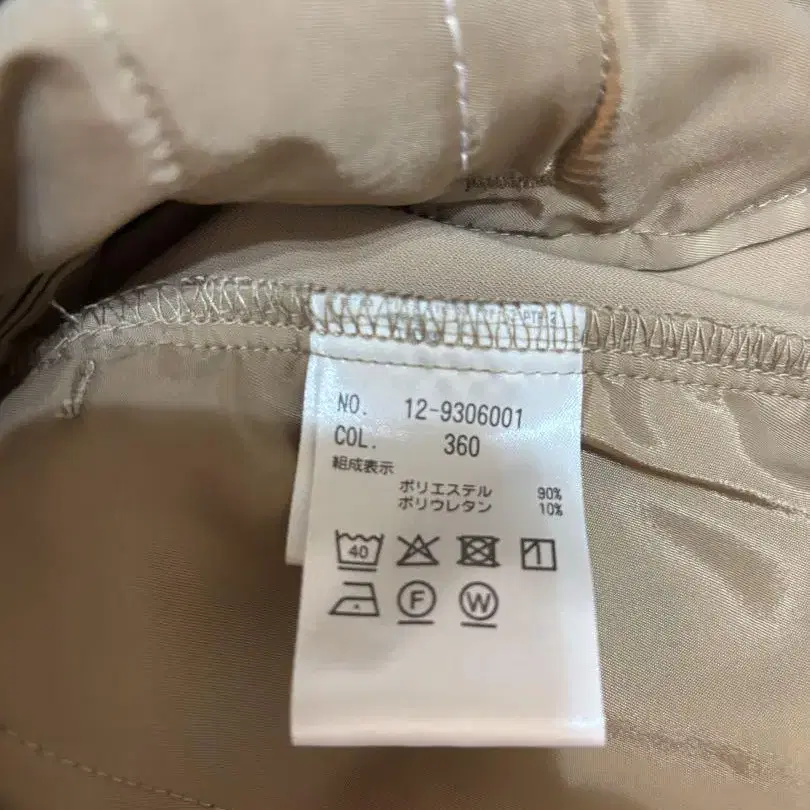 NO. 12-9306001
COL. 360
組成表示
ポリエステル 90%
ポリウレタン 10%
40
F W